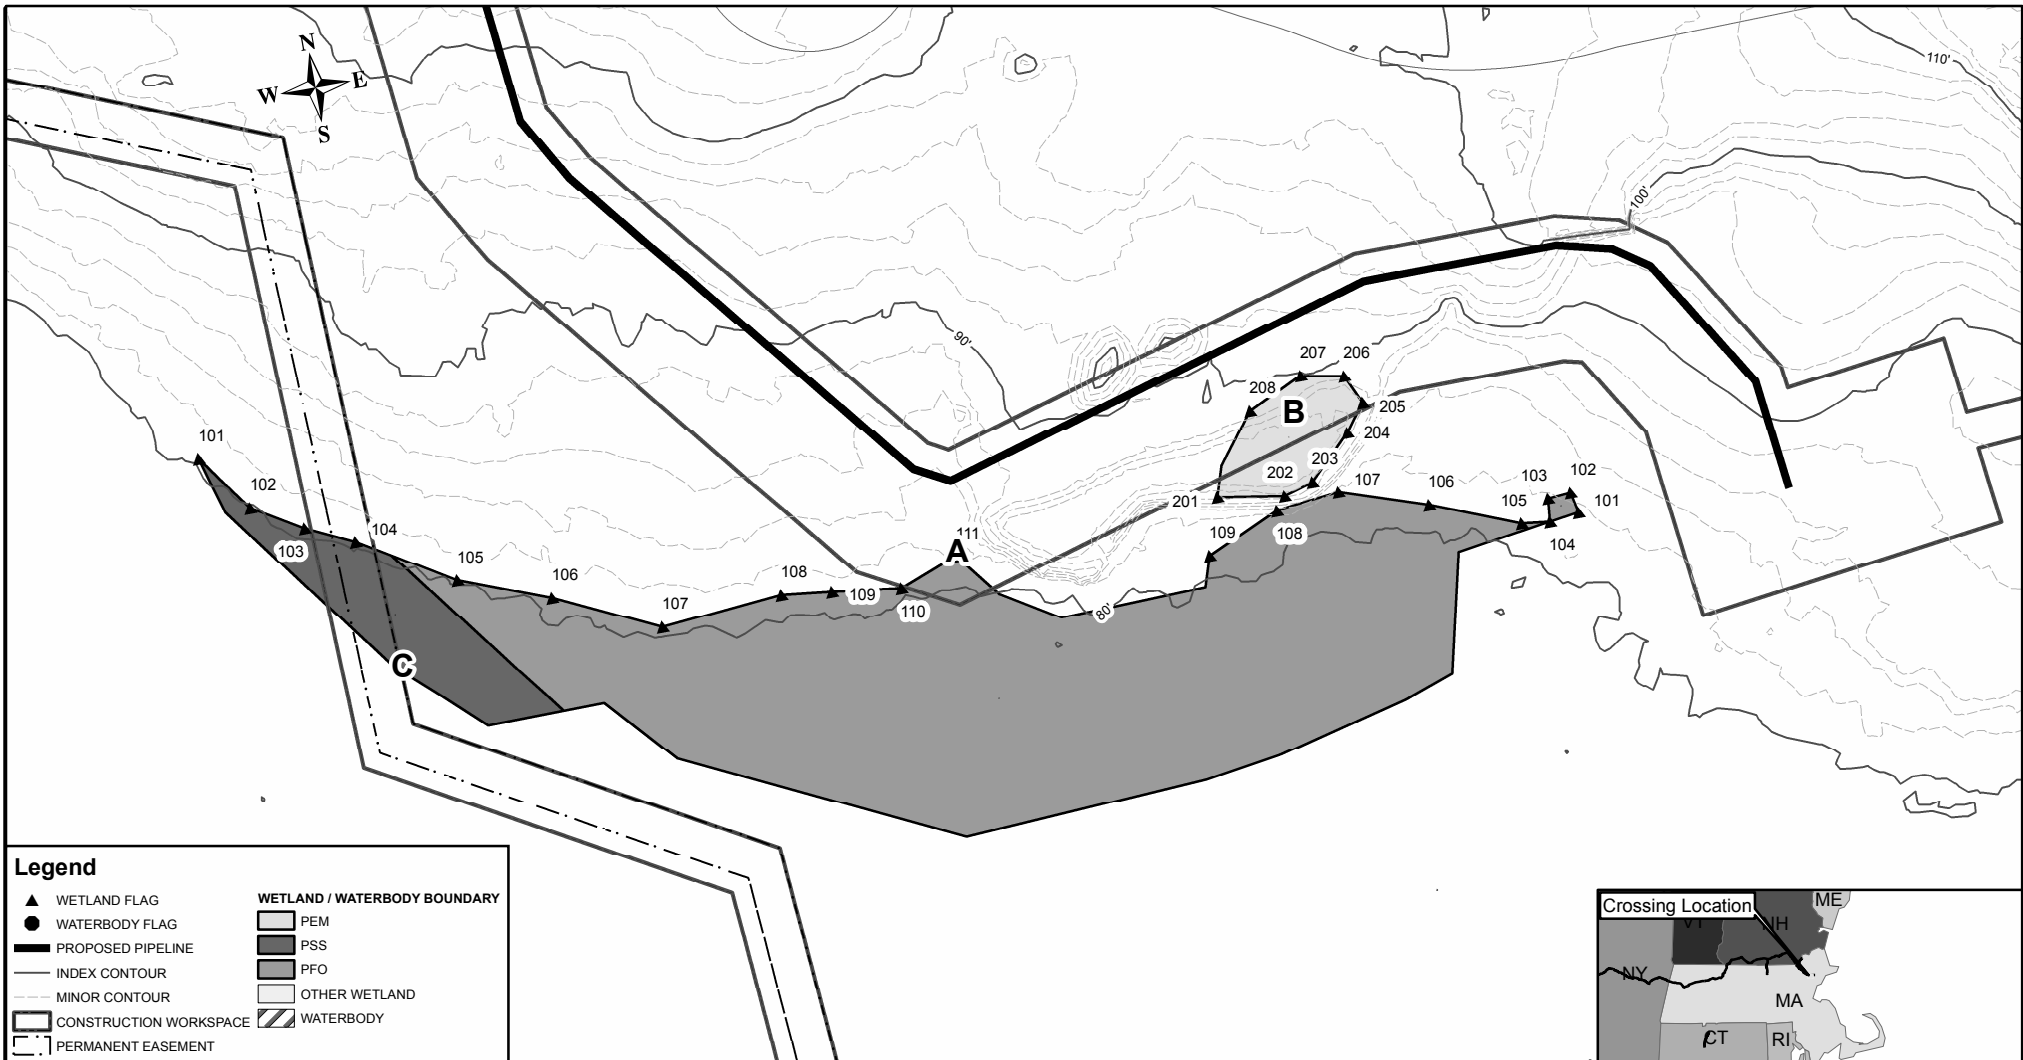 N
W E
S
110'
100'
90'
207 206
208
B
205
204
203
202
201
107
106
103 102
105 101
104
108
109
111
A
101
102
103
104
105
106
107
108
109
110
80'
C
Legend
WETLAND FLAG
WATERBODY FLAG
PROPOSED PIPELINE
INDEX CONTOUR
MINOR CONTOUR
CONSTRUCTION WORKSPACE
PERMANENT EASEMENT
WETLAND / WATERBODY BOUNDARY
PEM
PSS
PFO
OTHER WETLAND
WATERBODY
Crossing Location
ME
VT
NH
NY
MA
CT
RI